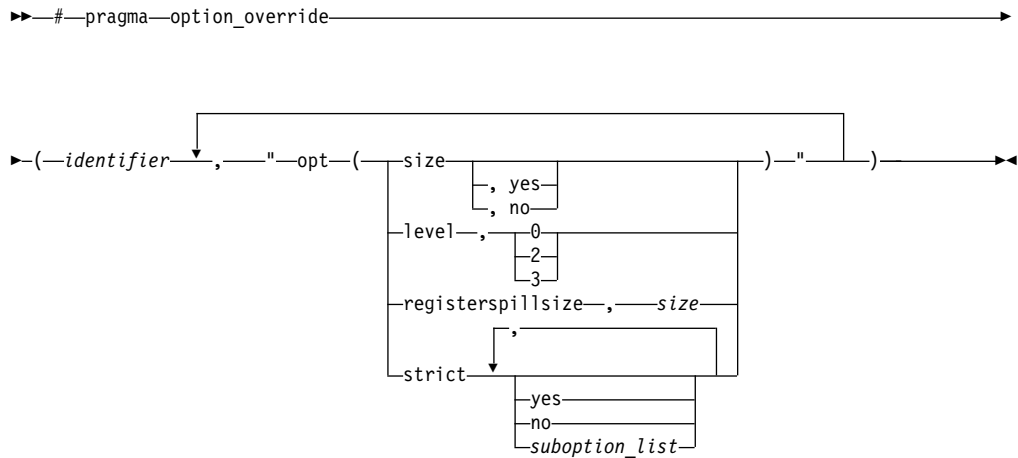 # pragma option_override
( identifier , " opt ( size ) " )
, yes
, no
level , 0
2
3
registerspillsize , size
,
strict
yes
no
suboption_list